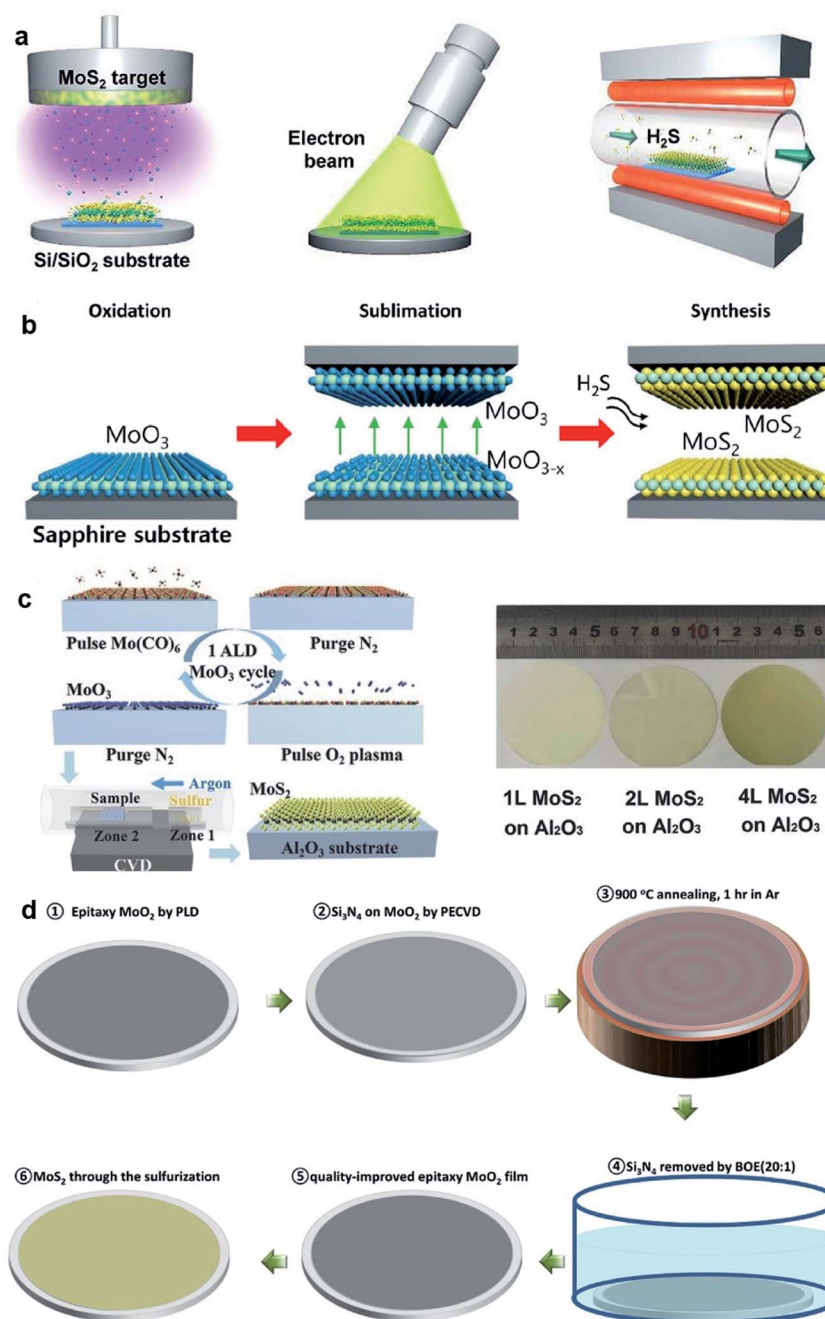 a
MoS₂ target
Si/SiO₂ substrate
Electron
beam
H₂S
b
Oxidation
Sublimation
Synthesis
MoO₃
Sapphire substrate
MoO₃
MoO₃₋ₓ
H₂S
MoS₂
MoS₂
c
Pulse Mo(CO)₆
Purge N₂
1 ALD
MoO₃ cycle
MoO₃
Purge N₂
Pulse O₂ plasma
Argon
Sample
Sulfur
Zone 2
Zone 1
CVD
MoS₂
Al₂O₃ substrate
1 2 3 4 5 6 7 8 9 10 1 2 3 4 5 6
1L MoS₂
on Al₂O₃
2L MoS₂
on Al₂O₃
4L MoS₂
on Al₂O₃
d
① Epitaxy MoO₂ by PLD
②Si₃N₄ on MoO₂ by PECVD
③900 °C annealing, 1 hr in Ar
⑥MoS₂ through the sulfurization
⑤quality-improved epitaxy MoO₂ film
④Si₃N₄ removed by BOE(20:1)